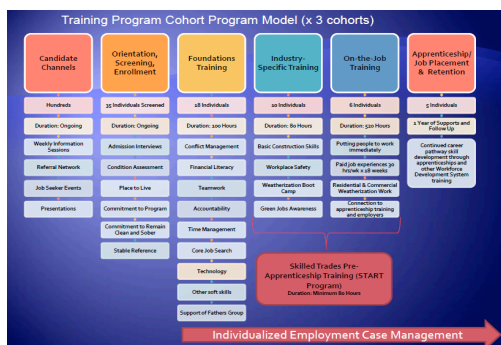 Training Program Cohort Program Model (x 3 cohorts)
Candidate
Channels
Hundreds
Duration: Ongoing
Weekly Information
Sessions
Referral Network
Job Seeker Events
Presentations
Orientation,
Screening,
Enrollment
35 Individuals Screened
Duration: Ongoing
Admission Interviews
Condition Assessment
Place to Live
Commitment to Program
Commitment to Remain
Clean and Sober
Stable Reference
Foundations
Training
Individuals
Duration: 200 Hours
Conflict Management
Financial Literacy
Teamwork
Accountability
Time Management
Core Job Search
Technology
Other soft skills
Support of Fathers Group
Industry-
Specific Training
Individuals
Duration: 80 Hours
Basic Construction Skills
Workplace Safety
Weatherization Boot
Camp
Green Jobs Awareness
On-the-Job
Training
6 Individuals
Duration: 520 Hours
Putting people to work
immediately
Paid job experiences 30
hrs/wk x 18 weeks
Residential & Commercial
Weatherization Work
Connection to
apprenticeship training
and employers
Apprenticeship/
Job Placement
& Retention
5 Individuals
Year of Supports and
Follow Up
Continued career
pathway skill
development through
apprenticeships and
other Workforce
Development System
training
Skilled Trades Pre-
Apprenticeship Training (START
Program)
Duration: Minimum 80 Hours
Individualized Employment Case Management